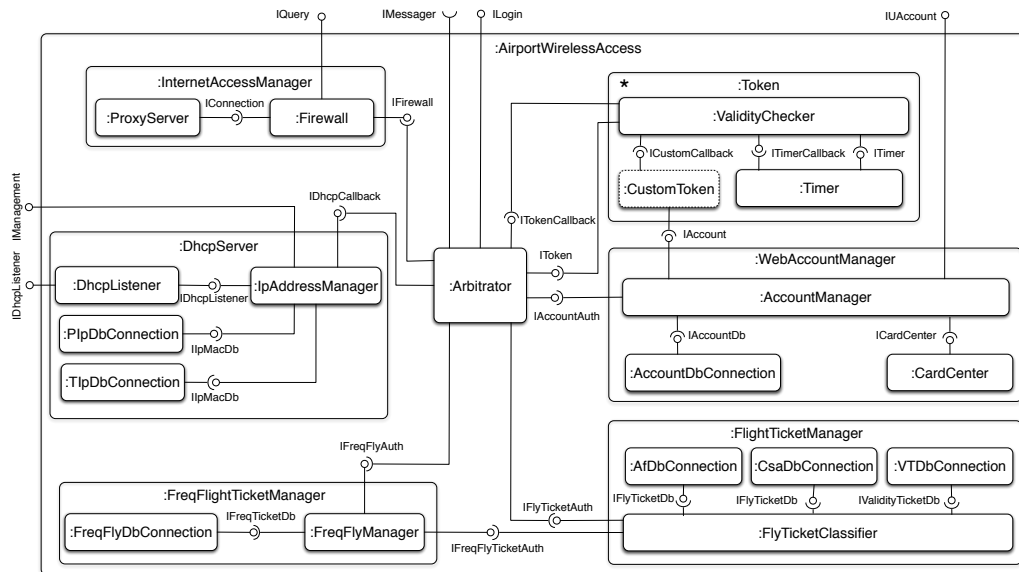 IQuery
IMessager
ILogin
IUAccount
:AirportWirelessAccess
:InternetAccessManager
IConnection
:ProxyServer
:Firewall
IFirewall
*
:Token
:ValidityChecker
ICustomCallback
ITimerCallback
ITimer
:CustomToken
:Timer
IManagement
IDhcpCallback
ITokenCallback
IAccount
:DhcpServer
IDhcpListener
:DhcpListener
IDhcpListener
:IpAddressManager
:PIpDbConnection
IIpMacDb
:TIpDbConnection
IIpMacDb
:Arbitrator
IToken
IAccountAuth
:WebAccountManager
:AccountManager
IAccountDb
ICardCenter
:AccountDbConnection
:CardCenter
IFreqFlyAuth
:FreqFlightTicketManager
IFreqTicketDb
:FreqFlyDbConnection
:FreqFlyManager
IFlyTicketAuth
IFreqFlyTicketAuth
:FlightTicketManager
:AfDbConnection
:CsaDbConnection
:VTDbConnection
IFlyTicketDb
IFlyTicketDb
IValidityTicketDb
:FlyTicketClassifier